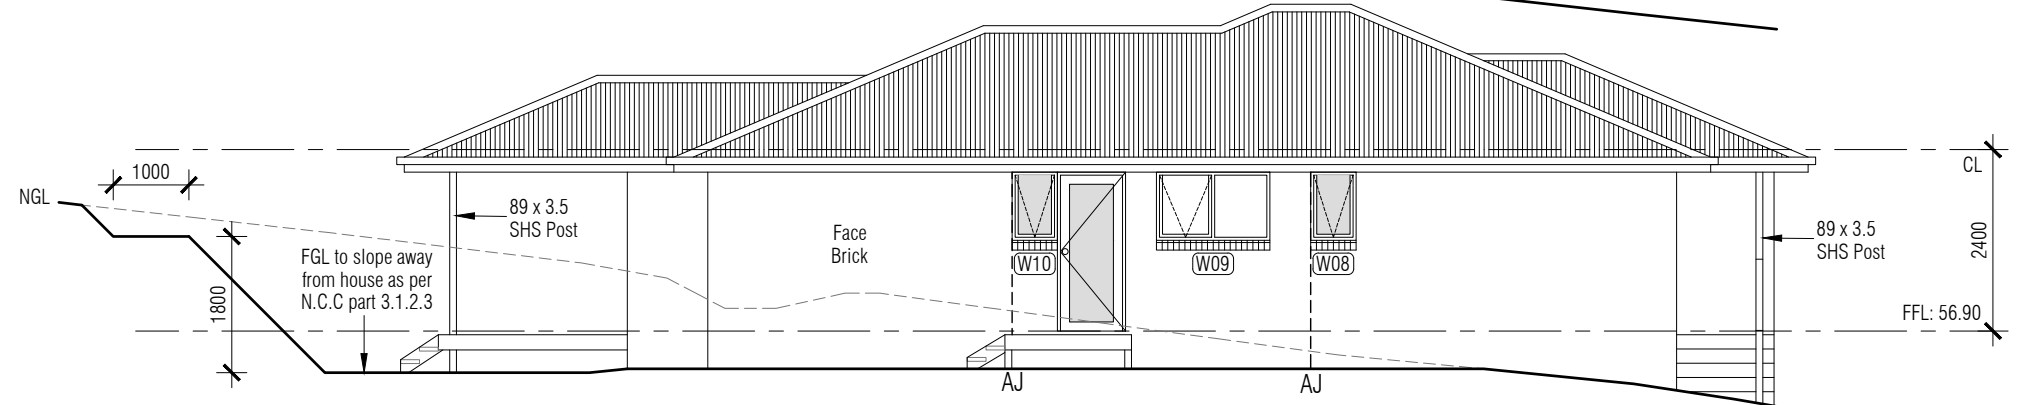 1000
NGL
1800
FGL to slope away
from house as per
N.C.C part 3.1.2.3
89 x 3.5
SHS Post
Face
Brick
W10
W09
W08
AJ
AJ
89 x 3.5
SHS Post
CL
2400
FFL: 56.90